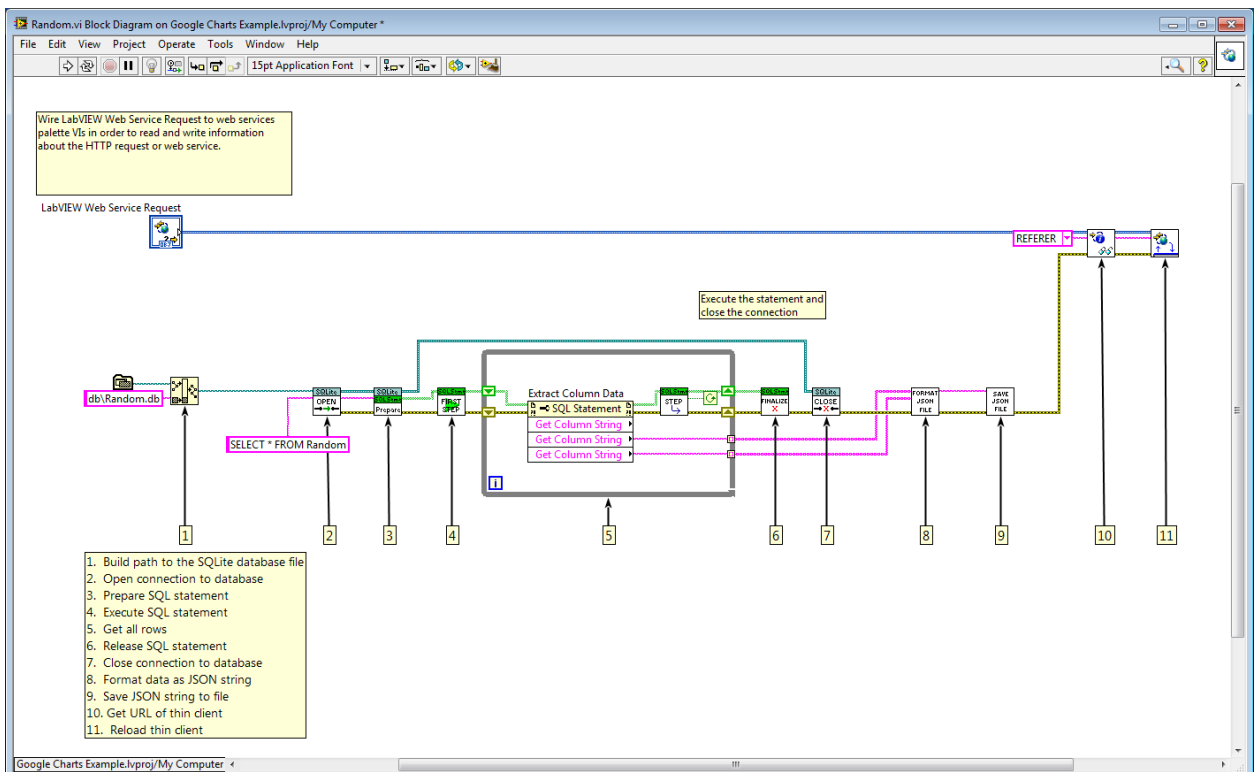 Random.vi Block Diagram on Google Charts Example.lvproj/My Computer *
File Edit View Project Operate Tools Window Help
15pt Application Font
Wire LabVIEW Web Service Request to web services
palette VIs in order to read and write information
about the HTTP request or web service.
LabVIEW Web Service Request
REFERER
Execute the statement and
close the connection
db\Random.db
SELECT * FROM Random
SQLite
OPEN
SQLite
SQLStmt
Prepare
SQLStmt
FIRST
STEP
Extract Column Data
SQL Statement
Get Column String
Get Column String
Get Column String
SQLStmt
STEP
i
SQLStmt
FINALIZE
X
SQLite
CLOSE
FORMAT
JSON
FILE
SAVE
JSON
FILE
1 2 3 4 5 6 7 8 9 10 11
1. Build path to the SQLite database file
2. Open connection to database
3. Prepare SQL statement
4. Execute SQL statement
5. Get all rows
6. Release SQL statement
7. Close connection to database
8. Format data as JSON string
9. Save JSON string to file
10. Get URL of thin client
11. Reload thin client
Google Charts Example.lvproj/My Computer